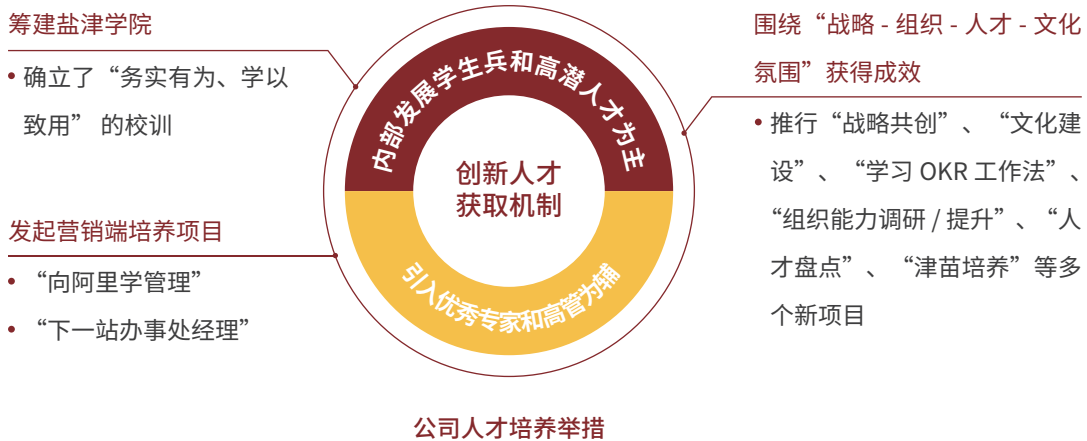 筹建盐津学院
• 确立了“务实有为、学以
致用” 的校训
发起营销端培养项目
• “向阿里学管理”
• “下一站办事处经理”
内部发展学生兵和高潜人才为主
创新人才
获取机制
引入优秀专家和高管为辅
围绕“战略 - 组织 - 人才 - 文化
氛围”获得成效
• 推行“战略共创”、“文化建
设”、“学习 OKR 工作法”、
“组织能力调研 / 提升”、“人
才盘点”、“津苗培养”等多
个新项目
公司人才培养举措